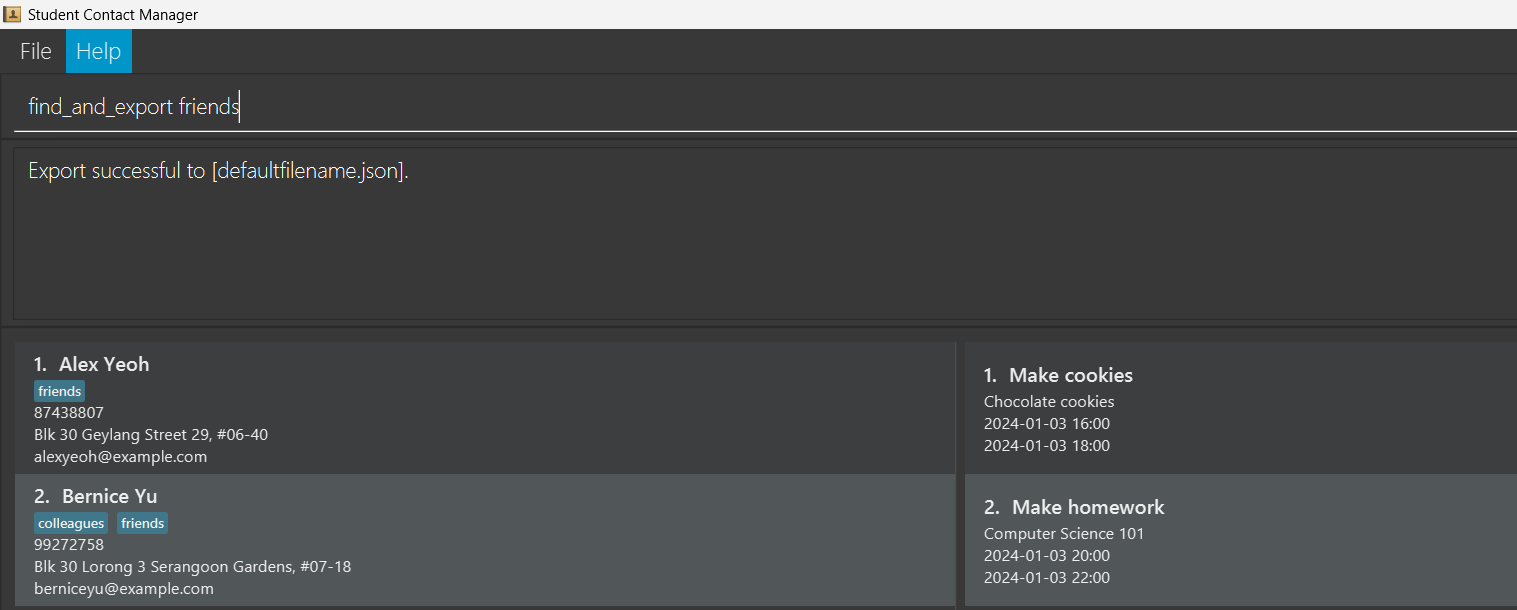 Student Contact Manager
File Help
find_and_export friends
Export successful to [defaultfilename.json].
1. Alex Yeoh
friends
87438807
Blk 30 Geylang Street 29, #06-40
alexyeoh@example.com
2. Bernice Yu
colleagues friends
99272758
Blk 30 Lorong 3 Serangoon Gardens, #07-18
berniceyu@example.com
1. Make cookies
Chocolate cookies
2024-01-03 16:00
2024-01-03 18:00
2. Make homework
Computer Science 101
2024-01-03 20:00
2024-01-03 22:00